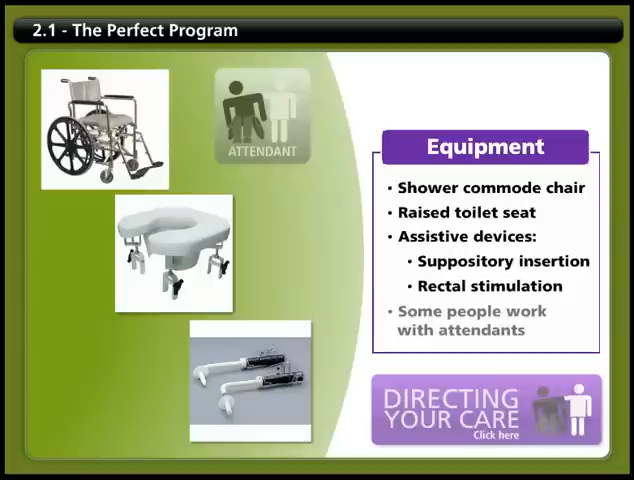 2.1 - The Perfect Program
ATTENDANT
Equipment
• Shower commode chair
• Raised toilet seat
• Assistive devices:
• Suppository insertion
• Rectal stimulation
• Some people work
with attendants
DIRECTING
YOUR CARE
Click here